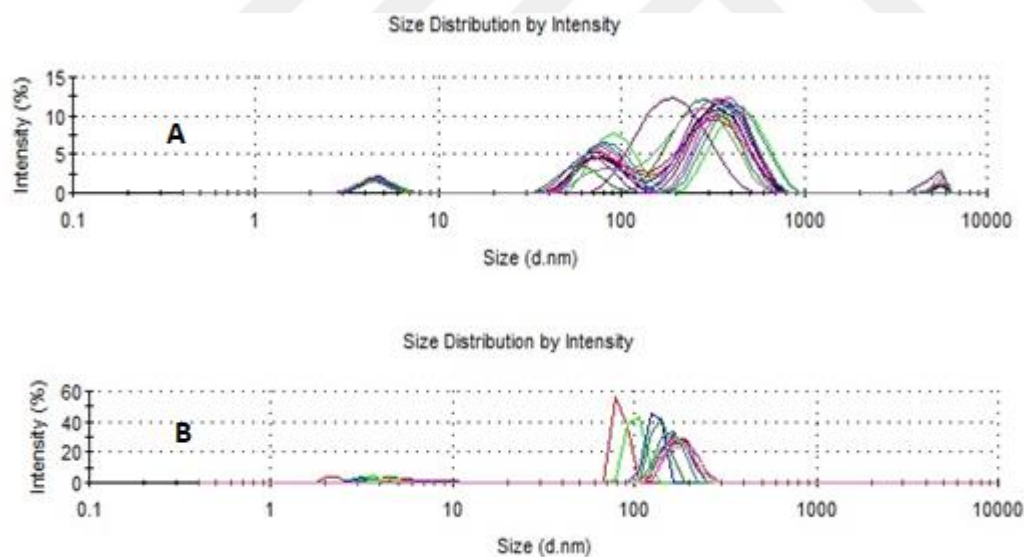 Size Distribution by Intensity
15
10
5
0
Intensity (%)
A
0.1 1 10 100 1000 10000
Size (d.nm)
Size Distribution by Intensity
60
40
20
0
Intensity (%)
B
0.1 1 10 100 1000 10000
Size (d.nm)